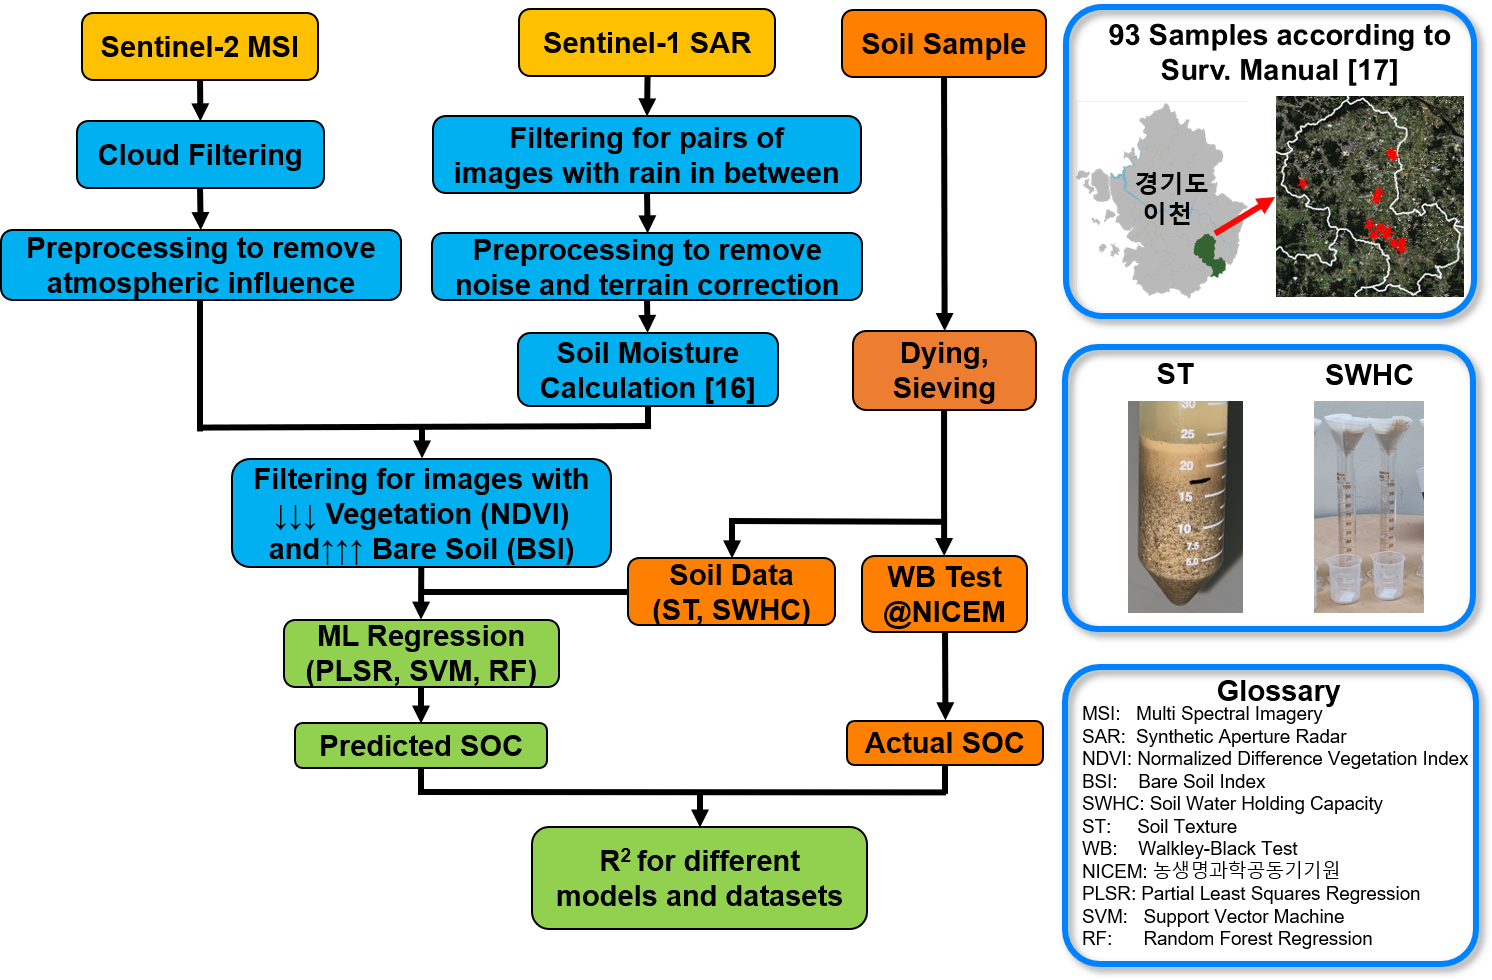 Sentinel-2 MSI
Cloud Filtering
Preprocessing to remove
atmospheric influence
Sentinel-1 SAR
Filtering for pairs of
images with rain in between
Preprocessing to remove
noise and terrain correction
Soil Moisture
Calculation [16]
Filtering for images with
↓↓↓ Vegetation (NDVI)
and↑↑↑ Bare Soil (BSI)
Soil Sample
Dying,
Sieving
Soil Data
(ST, SWHC)
WB Test
@NICEM
ML Regression
(PLSR, SVM, RF)
Predicted SOC
Actual SOC
R² for different
models and datasets
93 Samples according to
Surv. Manual [17]
경기도
이천
ST
SWHC
30
25
20
15
10
7.5
5.0
Glossary
MSI: Multi Spectral Imagery
SAR: Synthetic Aperture Radar
NDVI: Normalized Difference Vegetation Index
BSI: Bare Soil Index
SWHC: Soil Water Holding Capacity
ST: Soil Texture
WB: Walkley-Black Test
NICEM: 농생명과학공동기기원
PLSR: Partial Least Squares Regression
SVM: Support Vector Machine
RF: Random Forest Regression